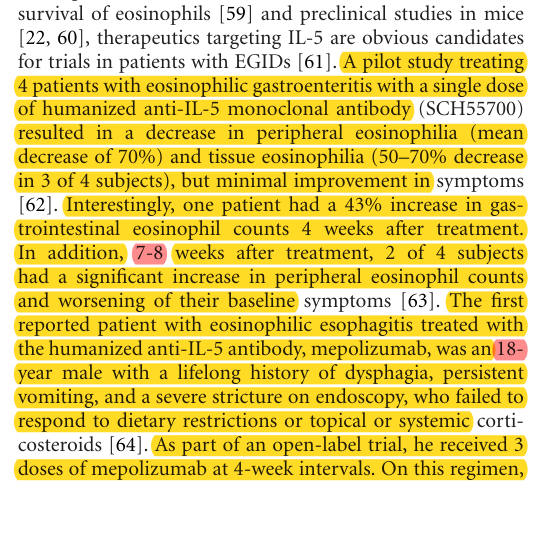 survival of eosinophils [59] and preclinical studies in mice
[22, 60], therapeutics targeting IL-5 are obvious candidates
for trials in patients with EGIDs [61]. A pilot study treating
4 patients with eosinophilic gastroenteritis with a single dose
of humanized anti-IL-5 monoclonal antibody (SCH55700)
resulted in a decrease in peripheral eosinophilia (mean
decrease of 70%) and tissue eosinophilia (50–70% decrease
in 3 of 4 subjects), but minimal improvement in symptoms
[62]. Interestingly, one patient had a 43% increase in gas-
trointestinal eosinophil counts 4 weeks after treatment.
In addition, 7-8 weeks after treatment, 2 of 4 subjects
had a significant increase in peripheral eosinophil counts
and worsening of their baseline symptoms [63]. The first
reported patient with eosinophilic esophagitis treated with
the humanized anti-IL-5 antibody, mepolizumab, was an 18-
year male with a lifelong history of dysphagia, persistent
vomiting, and a severe stricture on endoscopy, who failed to
respond to dietary restrictions or topical or systemic corti-
costeroids [64]. As part of an open-label trial, he received 3
doses of mepolizumab at 4-week intervals. On this regimen,